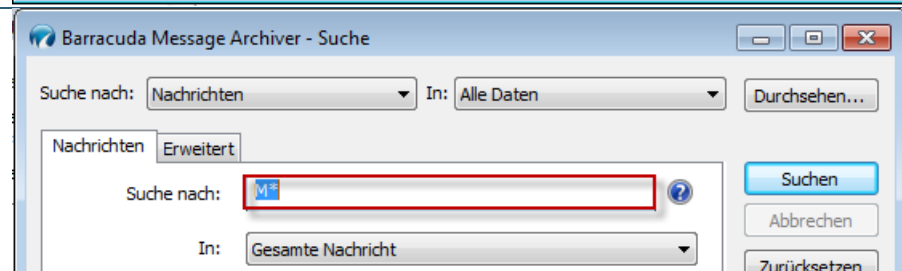 Barracuda Message Archiver - Suche
Suche nach: Nachrichten In: Alle Daten Durchsehen...
Nachrichten Erweitert
Suche nach: M* Suchen
Abbrechen
In: Gesamte Nachricht
Zurücksetzen